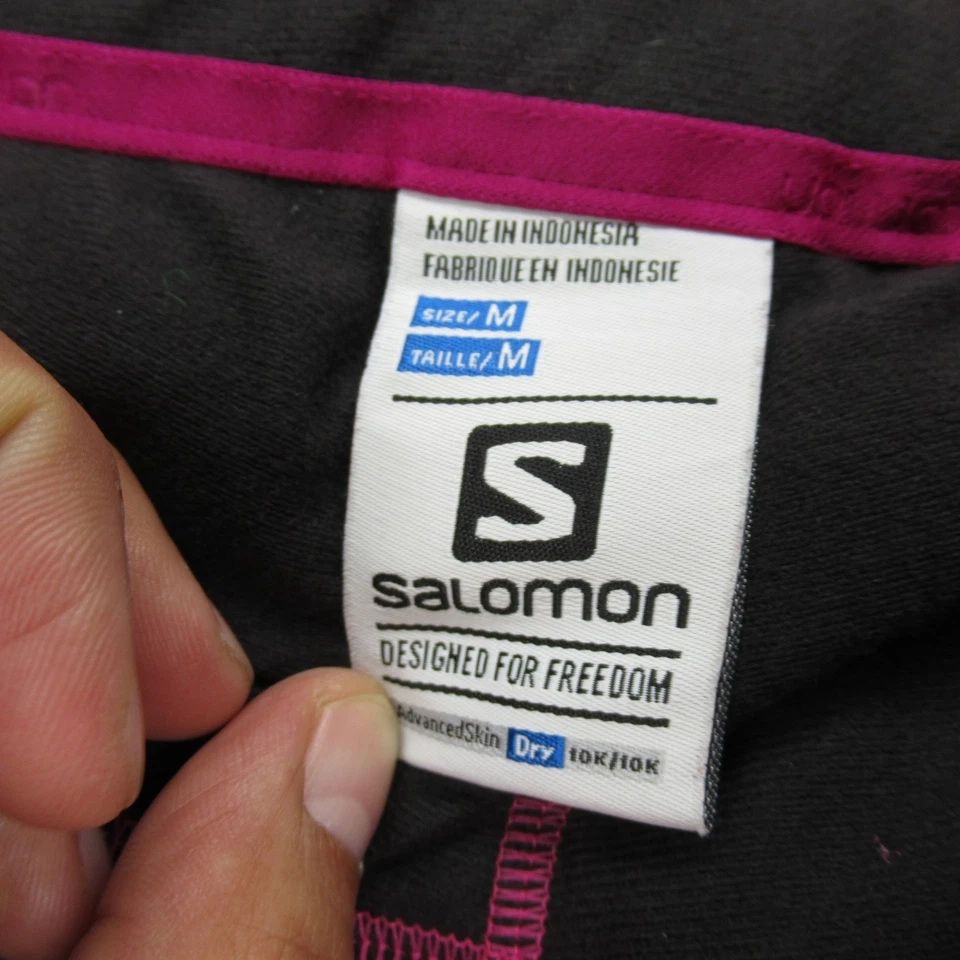 MADE IN INDONESIA
FABRIQUE EN INDONESIE
SIZE/ M
TAILLE/ M
S
salomon
DESIGNED FOR FREEDOM
AdvancedSkin Dry 10K/10K